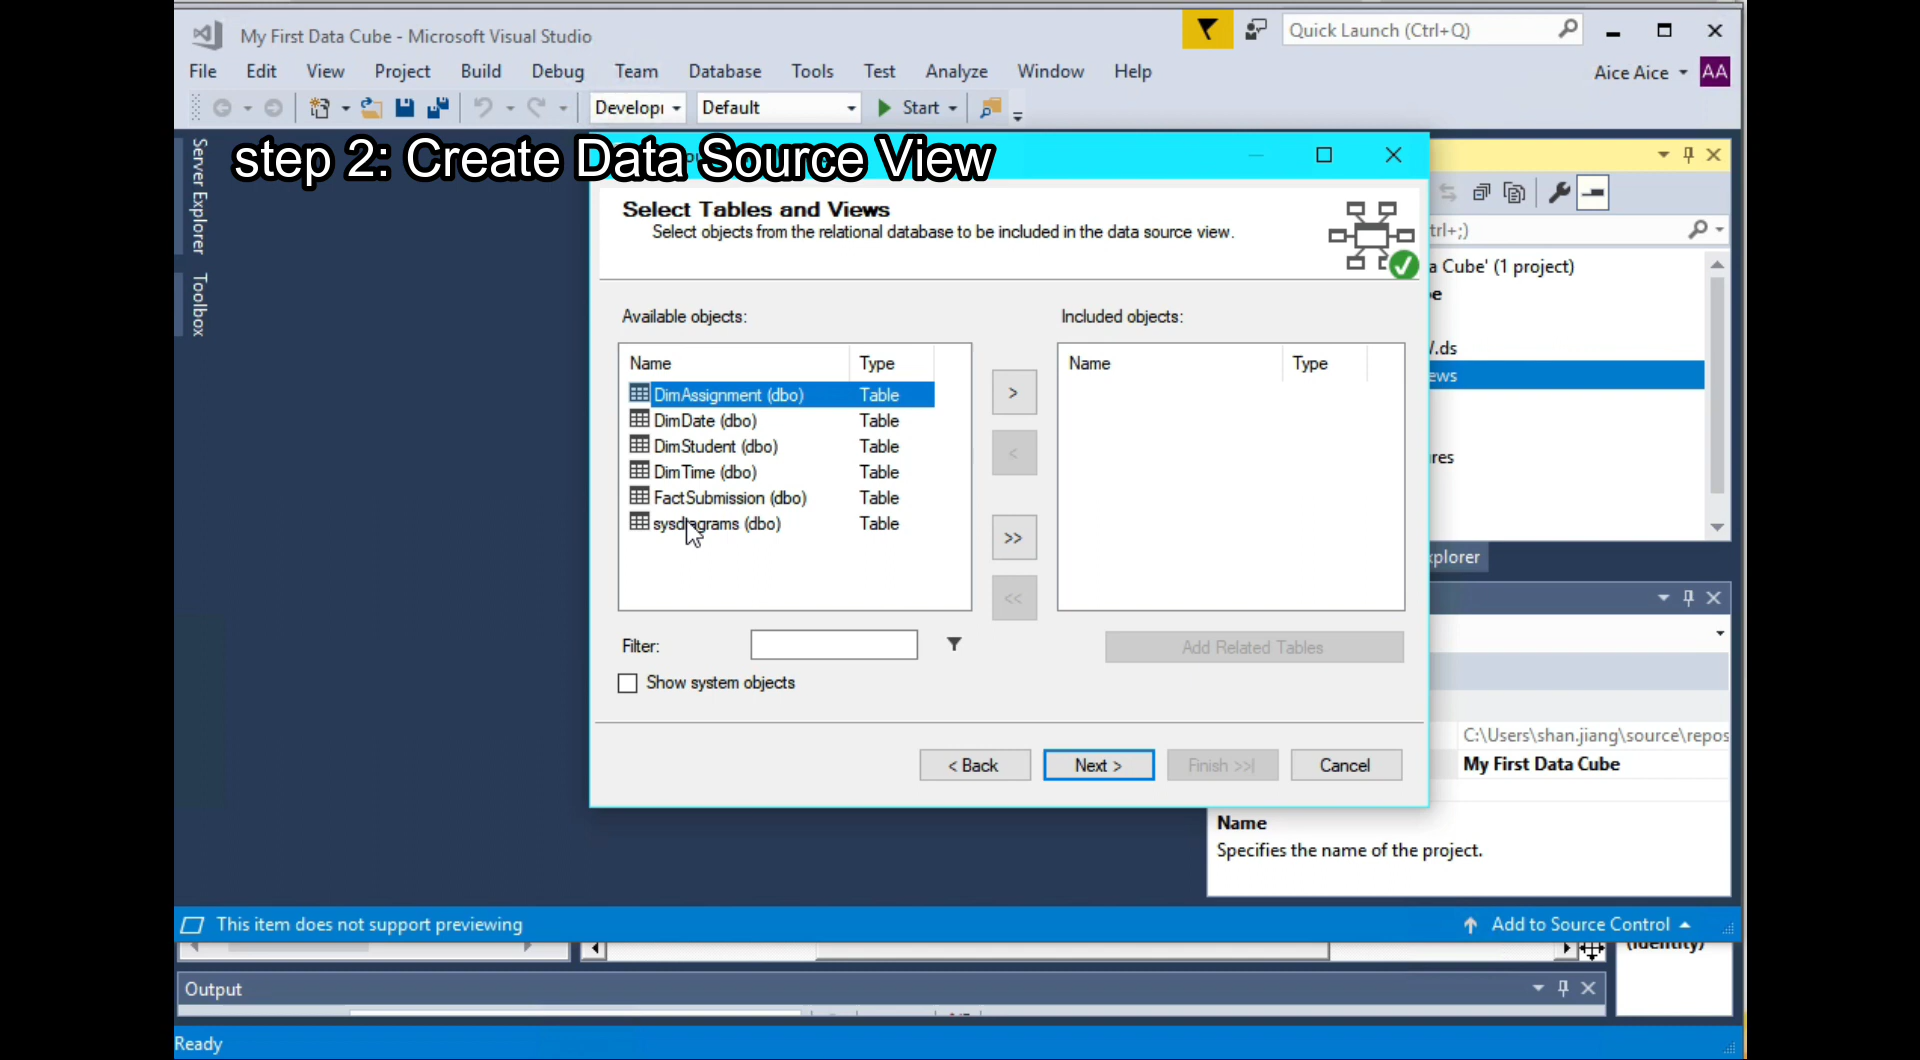 My First Data Cube - Microsoft Visual Studio
Quick Launch (Ctrl+Q)
File Edit View Project Build Debug Team Database Tools Test Analyze Window Help
Aice Aice AA
Default
Start
step 2: Create Data Source View
Server Explorer
Toolbox
Select Tables and Views
Select objects from the relational database to be included in the data source view.
Available objects:
Included objects:
Name Type
DimAssignment (dbo) Table
DimDate (dbo) Table
DimStudent (dbo) Table
DimTime (dbo) Table
FactSubmission (dbo) Table
sysdiagrams (dbo) Table
Name Type
>
<
>>
<<
Filter:
Add Related Tables
Show system objects
< Back
Next >
Finish >>|
Cancel
trl+;)
a Cube' (1 project)
.ds
ews
res
plorer
C:\Users\shan.jiang\source\repos
My First Data Cube
Name
Specifies the name of the project.
This item does not support previewing
Add to Source Control
(Identity)
Output
Ready